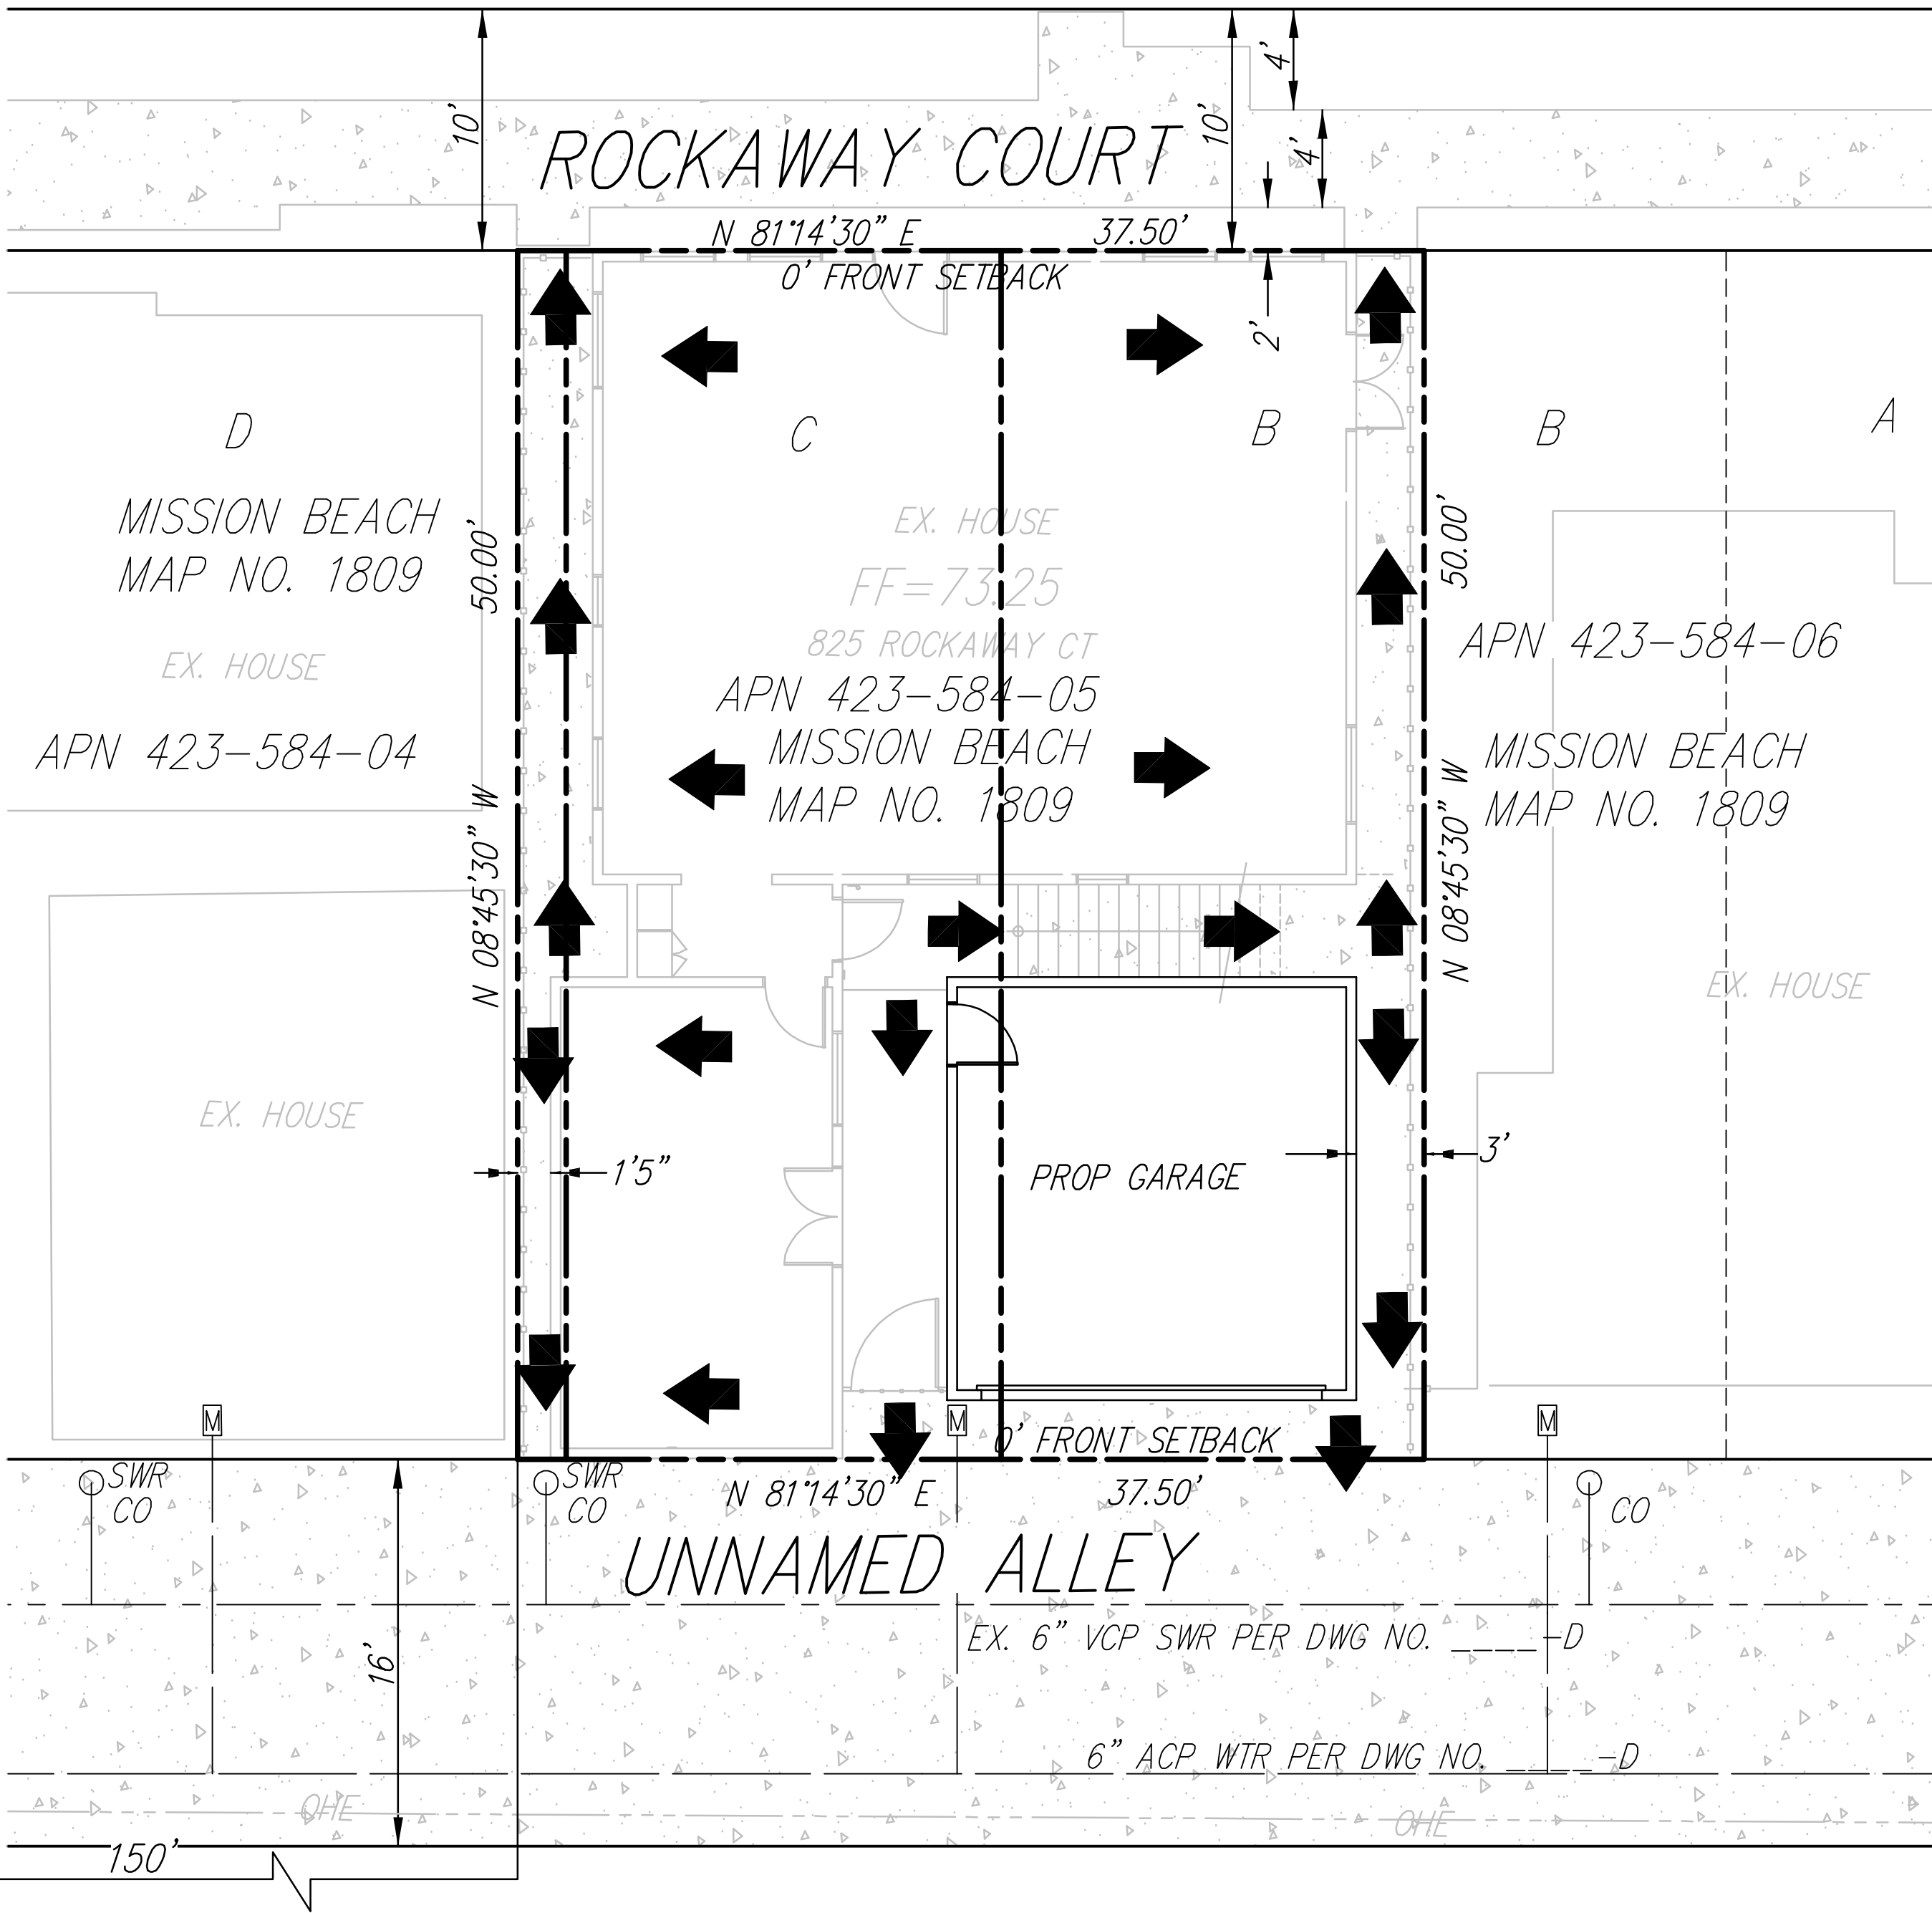 10'
10'
4'
4'
ROCKAWAY COURT
N 81°14'30" E
37.50'
0' FRONT SETBACK
2'
D
C
B
B
A
MISSION BEACH
MAP NO. 1809
EX. HOUSE
APN 423-584-04
50.00'
N 08°45'30" W
EX. HOUSE
FF=73.25
825 ROCKAWAY CT
APN 423-584-05
MISSION BEACH
MAP NO. 1809
50.00'
N 08°45'30" W
APN 423-584-06
MISSION BEACH
MAP NO. 1809
EX. HOUSE
EX. HOUSE
1'5"
PROP GARAGE
3'
M
M
M
0' FRONT SETBACK
SWR
CO
SWR
CO
N 81°14'30" E
37.50'
CO
UNNAMED ALLEY
EX. 6" VCP SWR PER DWG NO. ____-D
16'
6" ACP WTR PER DWG NO. ____-D
OHE
OHE
150'